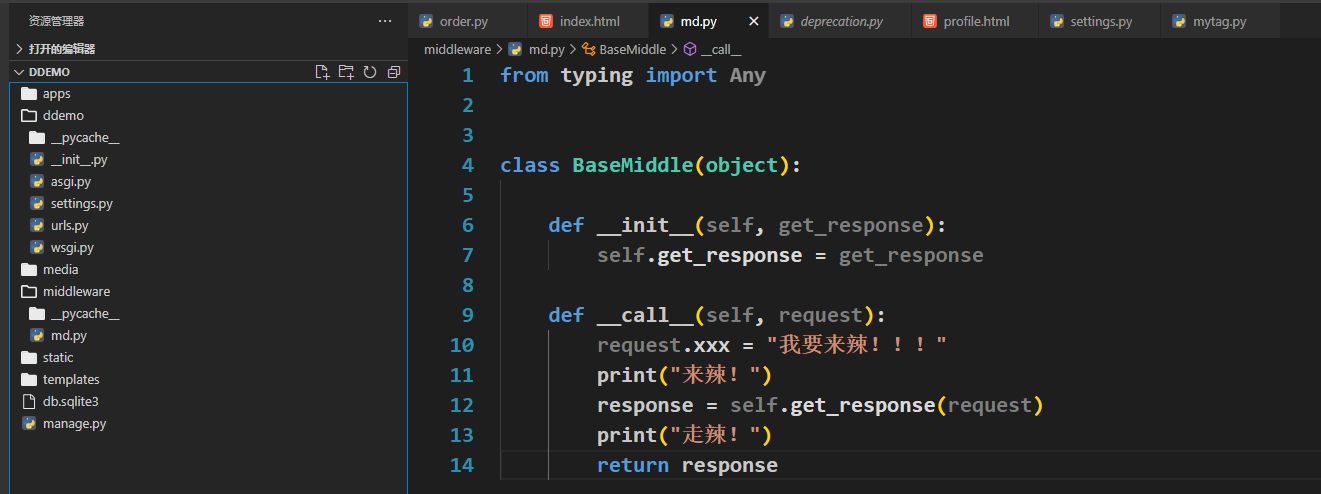 资源管理器
打开的编辑器
DDEMO
apps
ddemo
__pycache__
__init__.py
asgi.py
settings.py
urls.py
wsgi.py
media
middleware
__pycache__
md.py
static
templates
db.sqlite3
manage.py
order.py index.html md.py deprecation.py profile.html settings.py mytag.py
middleware > md.py > BaseMiddle > __call__
1 from typing import Any
2
3
4 class BaseMiddle(object):
5
6 def __init__(self, get_response):
7 self.get_response = get_response
8
9 def __call__(self, request):
10 request.xxx = "我要来辣！！！"
11 print("来辣！")
12 response = self.get_response(request)
13 print("走辣！")
14 return response